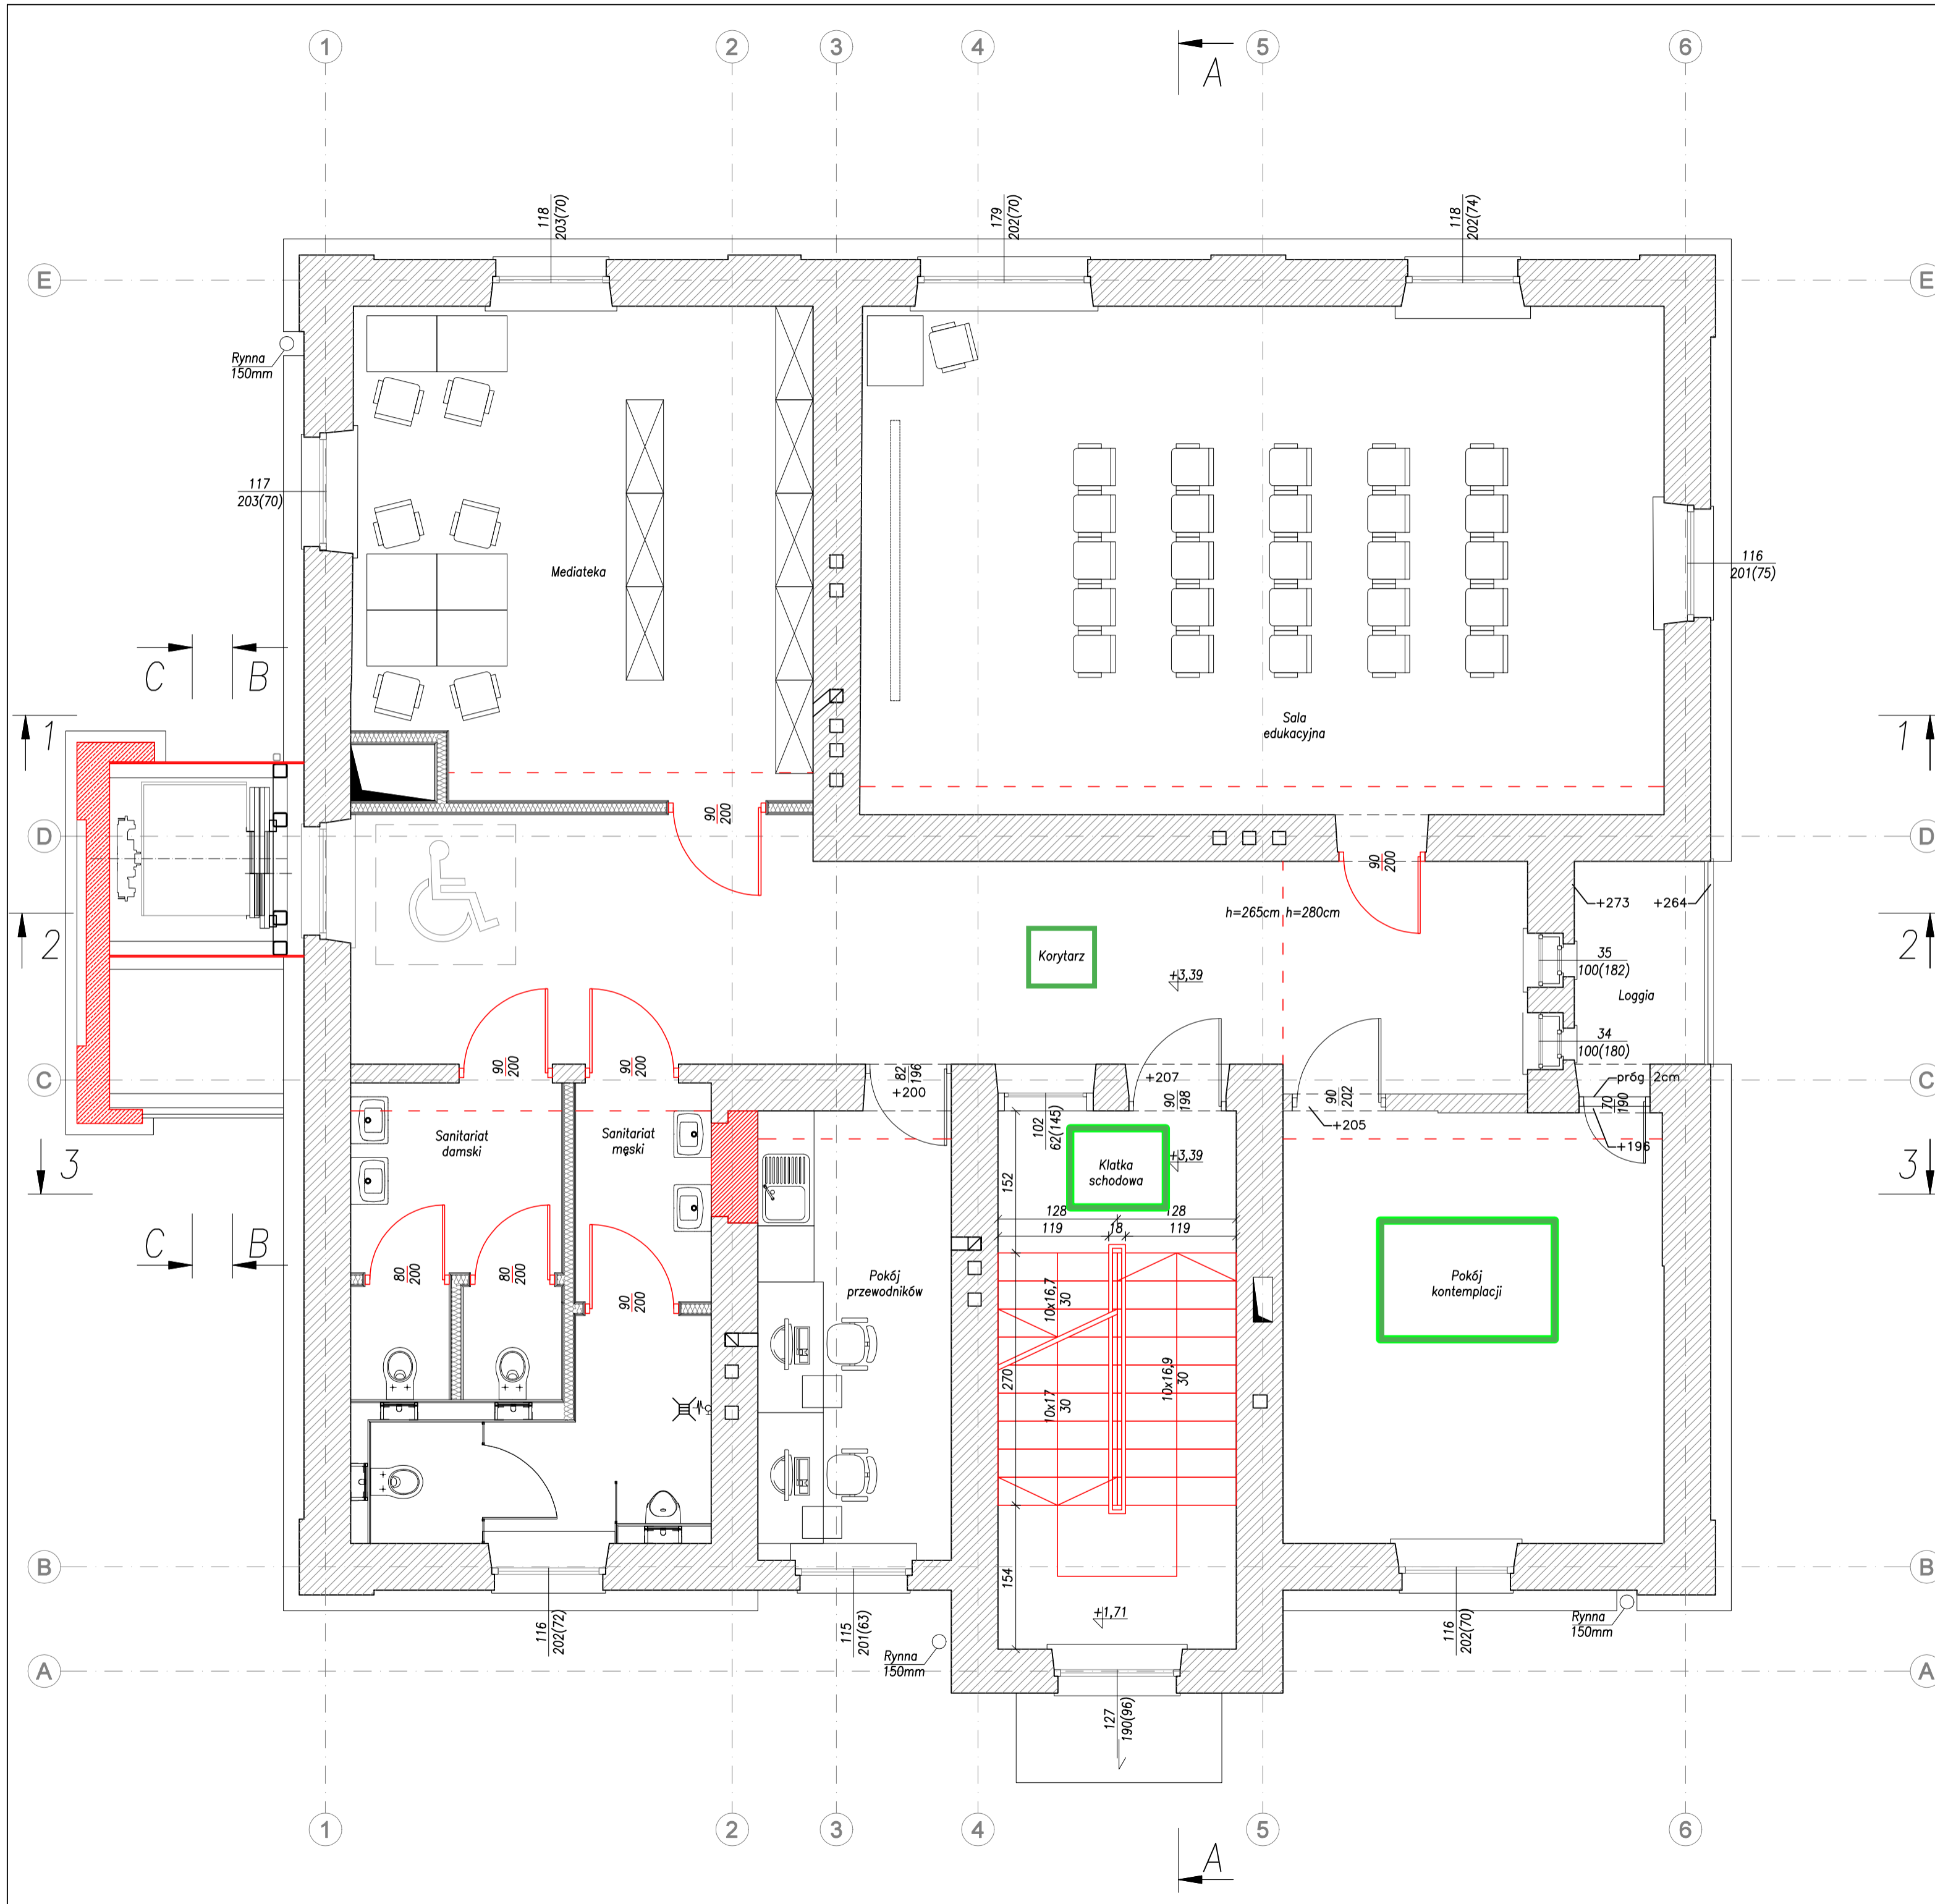 1 2 3 4 5 6
A
118
203(70)
179
202(70)
118
202(74)
E E
Rynna
150mm
117
203(70)
Mediateka
116
201(75)
C B
Sala
edukacyjna
1 1
90
200
D D
90
200
h=265cm h=280cm
+273 +264
2 2
Korytarz
35
100(182)
+3,39
Loggia
34
100(180)
90
200
90
200
82
196
+200
+207
90
198
90
202
+205
próg 2cm
70
190
+196
C C
102
62(145)
Sanitariat
damski
Sanitariat
męski
Klatka
schodowa
+3,39
3 3
152
128 128
119 18 119
C B
80
200
80
200
90
200
Pokój
przewodników
10x16,7
30
Pokój
kontemplacji
270
10x17
30
10x16,9
30
B B
154
+1,71
116
202(72)
115
201(63)
Rynna
150mm
116
202(70)
Rynna
150mm
A A
127
190(96)
1 2 3 4 5 6
A